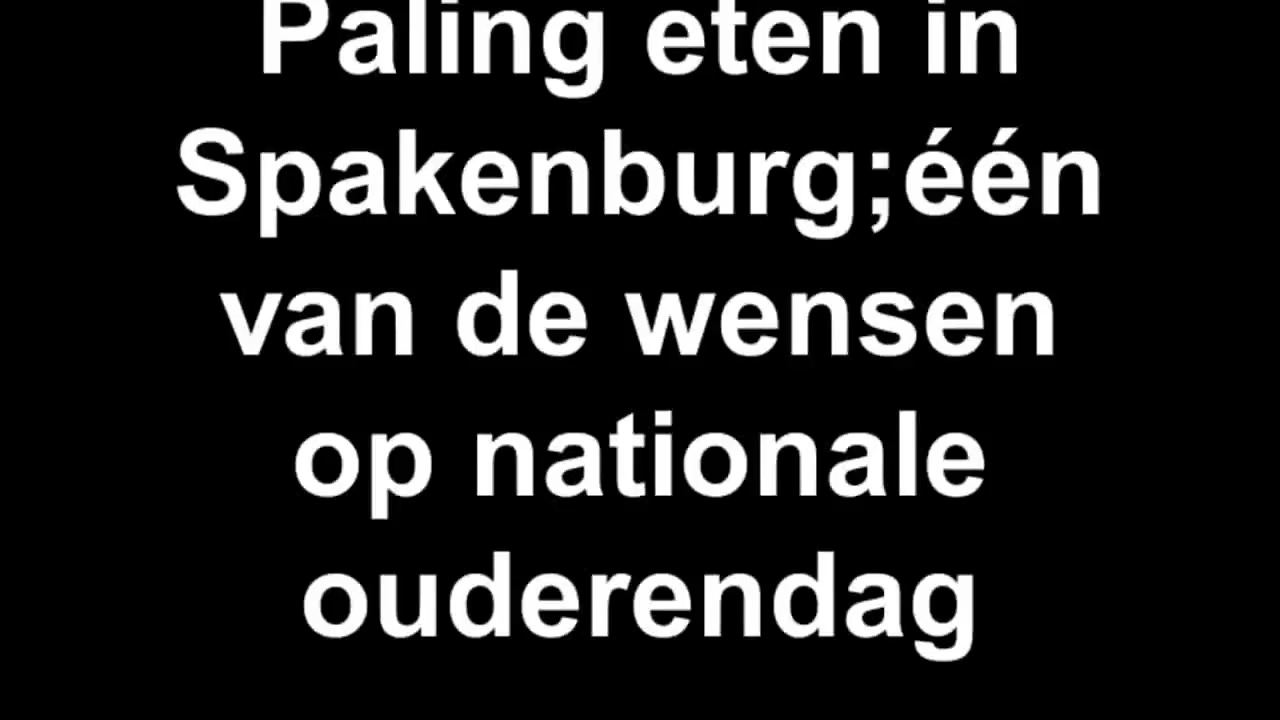 Paling eten in
Spakenburg;één
van de wensen
op nationale
ouderendag